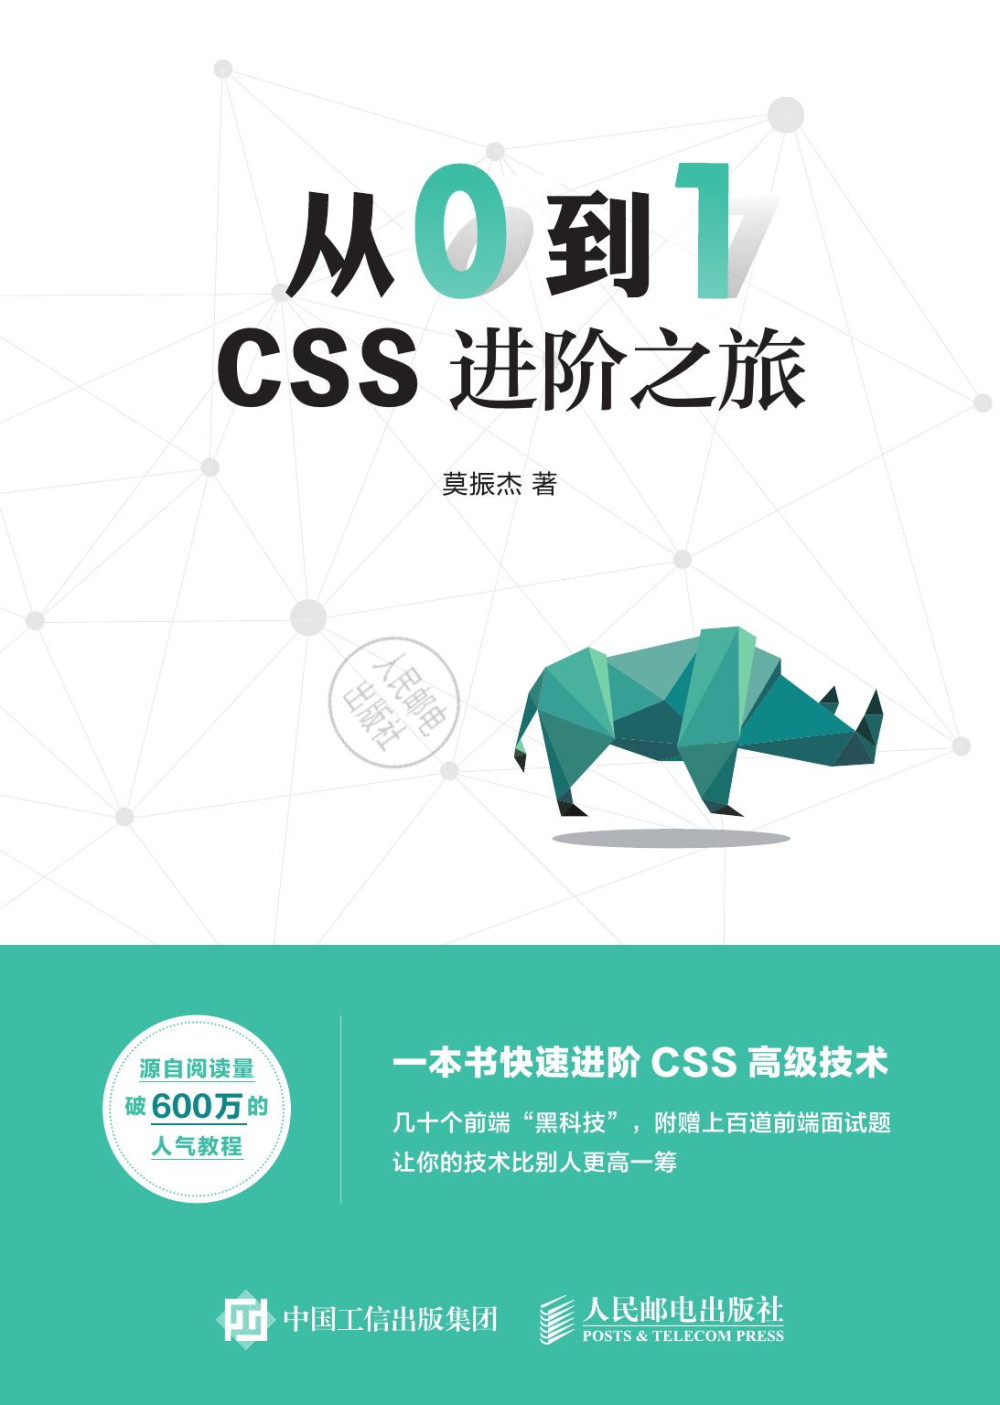 从0到1
CSS 进阶之旅
莫振杰 著
人民邮电
出版社
源自阅读量
破600万的
人气教程
一本书快速进阶 CSS 高级技术
几十个前端“黑科技”，附赠上百道前端面试题
让你的技术比别人更高一筹
中国工信出版集团
人民邮电出版社
POSTS & TELECOM PRESS